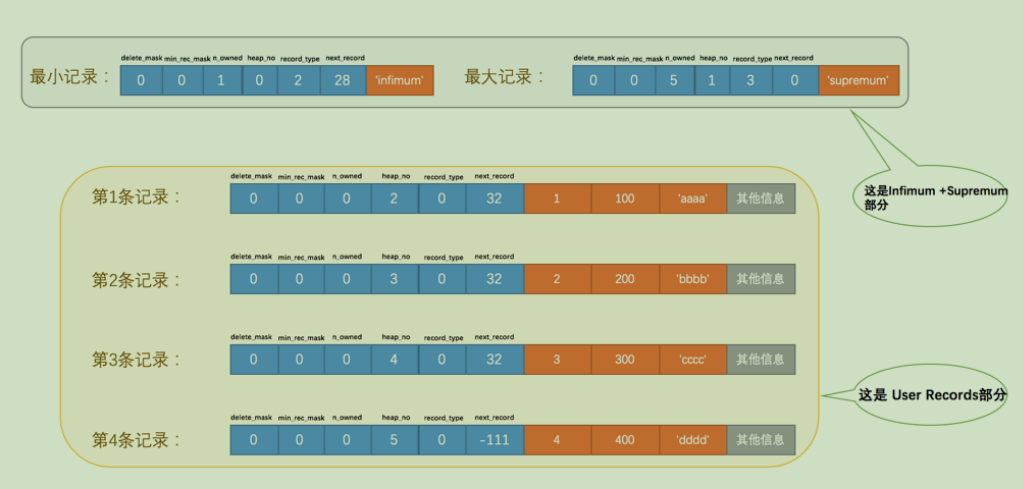 delete_mask min_rec_mask n_owned heap_no record_type next_record
最小记录： 0 0 1 0 2 28 'infimum'
delete_mask min_rec_mask n_owned heap_no record_type next_record
最大记录： 0 0 5 1 3 0 'supremum'
这是Infimum +Supremum
部分
delete_mask min_rec_mask n_owned heap_no record_type next_record
第1条记录： 0 0 0 2 0 32 1 100 'aaaa' 其他信息
delete_mask min_rec_mask n_owned heap_no record_type next_record
第2条记录： 0 0 0 3 0 32 2 200 'bbbb' 其他信息
delete_mask min_rec_mask n_owned heap_no record_type next_record
第3条记录： 0 0 0 4 0 32 3 300 'cccc' 其他信息
这是 User Records部分
delete_mask min_rec_mask n_owned heap_no record_type next_record
第4条记录： 0 0 0 5 0 -111 4 400 'dddd' 其他信息